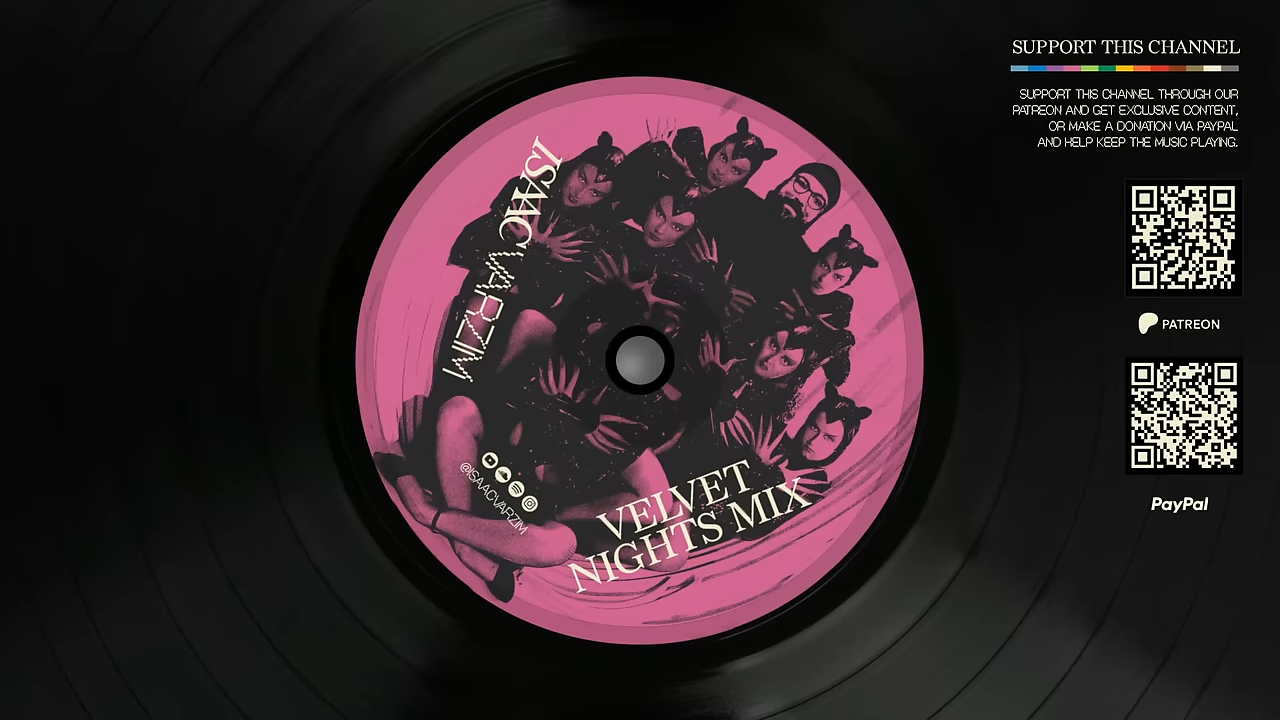 SUPPORT THIS CHANNEL
SUPPORT THIS CHANNEL THROUGH OUR
PATREON AND GET EXCLUSIVE CONTENT,
OR MAKE A DONATION VIA PAYPAL
AND HELP KEEP THE MUSIC PLAYING.
PATREON
PayPal
ISAAC VARZIM
@ISAACVARZIM
VELVET
NIGHTS MIX